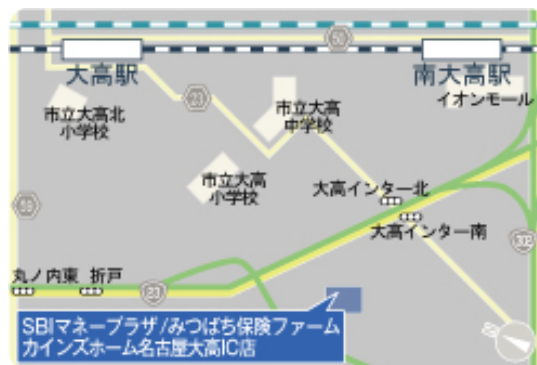 大高駅
南大高駅
イオンモール
市立大高北
小学校
市立大高
中学校
市立大高
小学校
大高インター北
大高インター南
丸ノ内東
折戸
23
SBIマネープラザ/みつばち保険ファーム
カインズホーム名古屋大高IC店